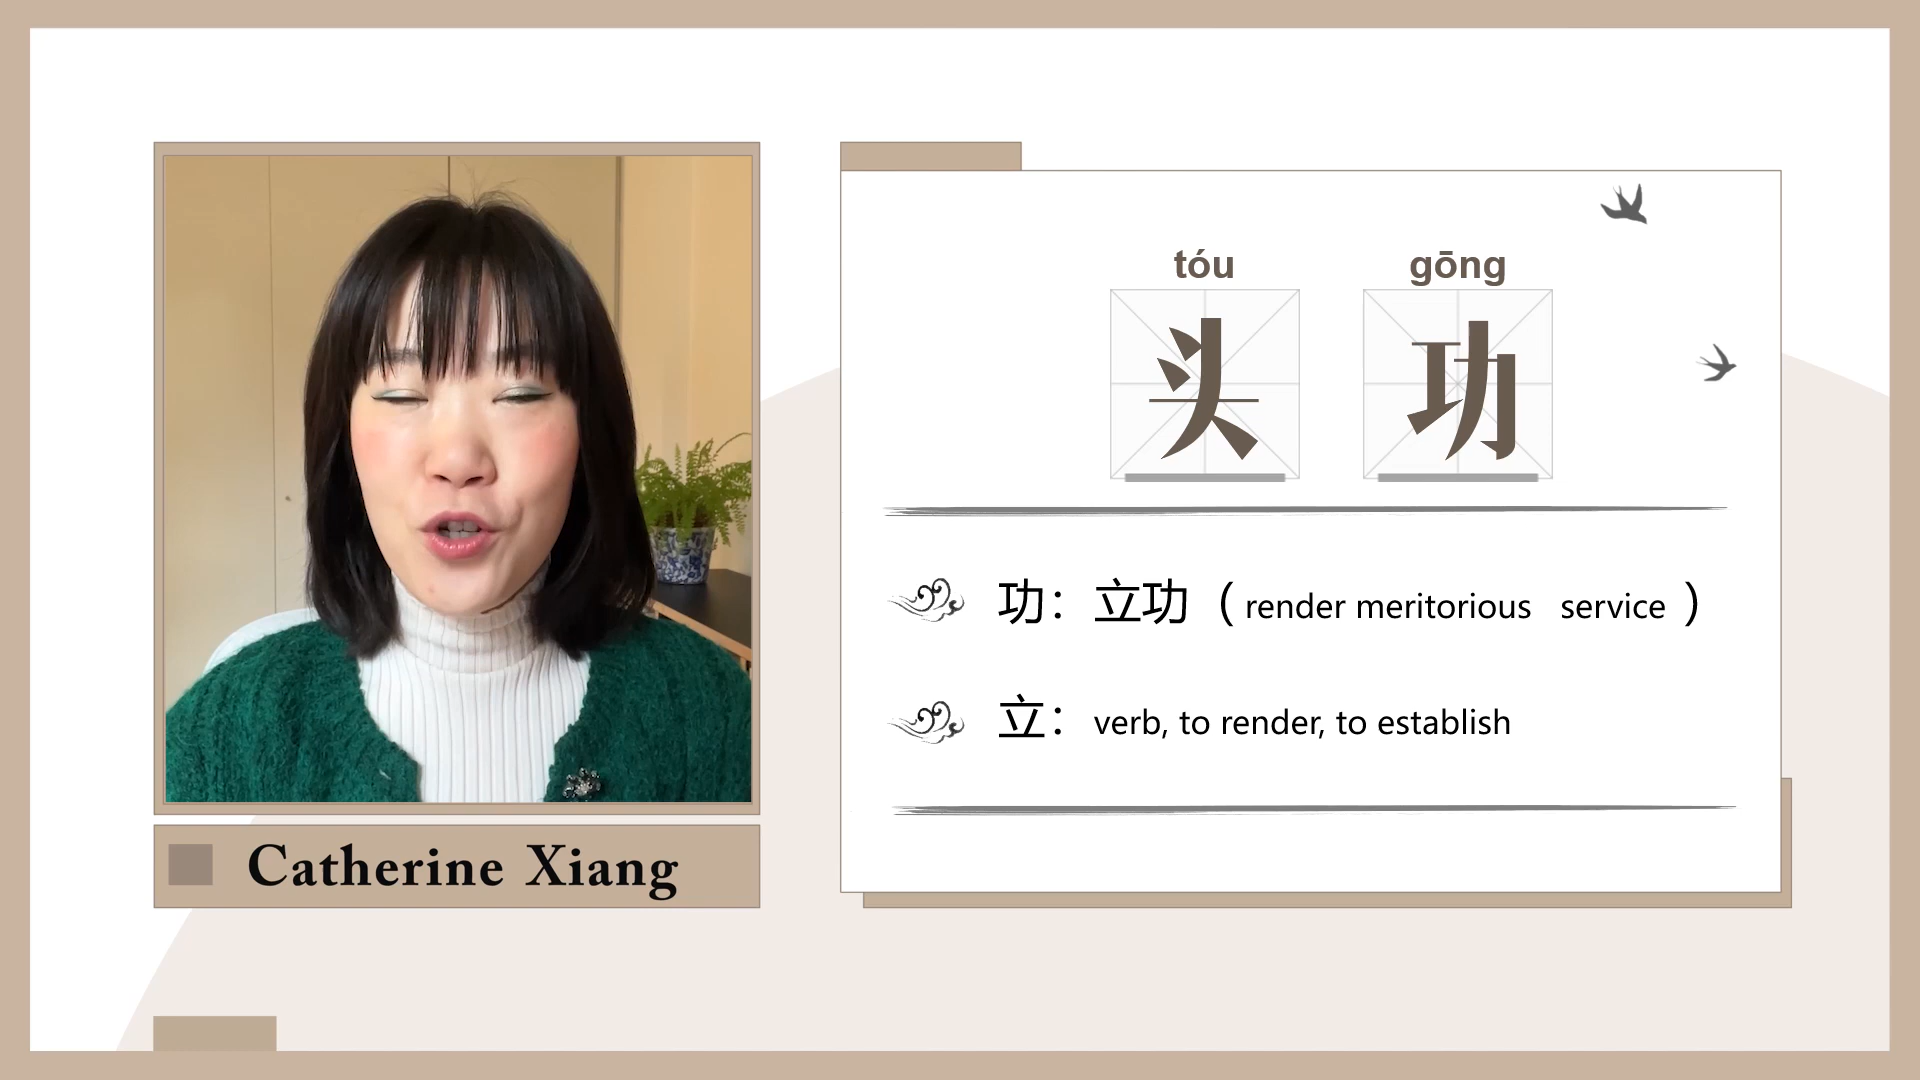 tóu gōng
头 功
功：立功（render meritorious service）
立：verb, to render, to establish
Catherine Xiang